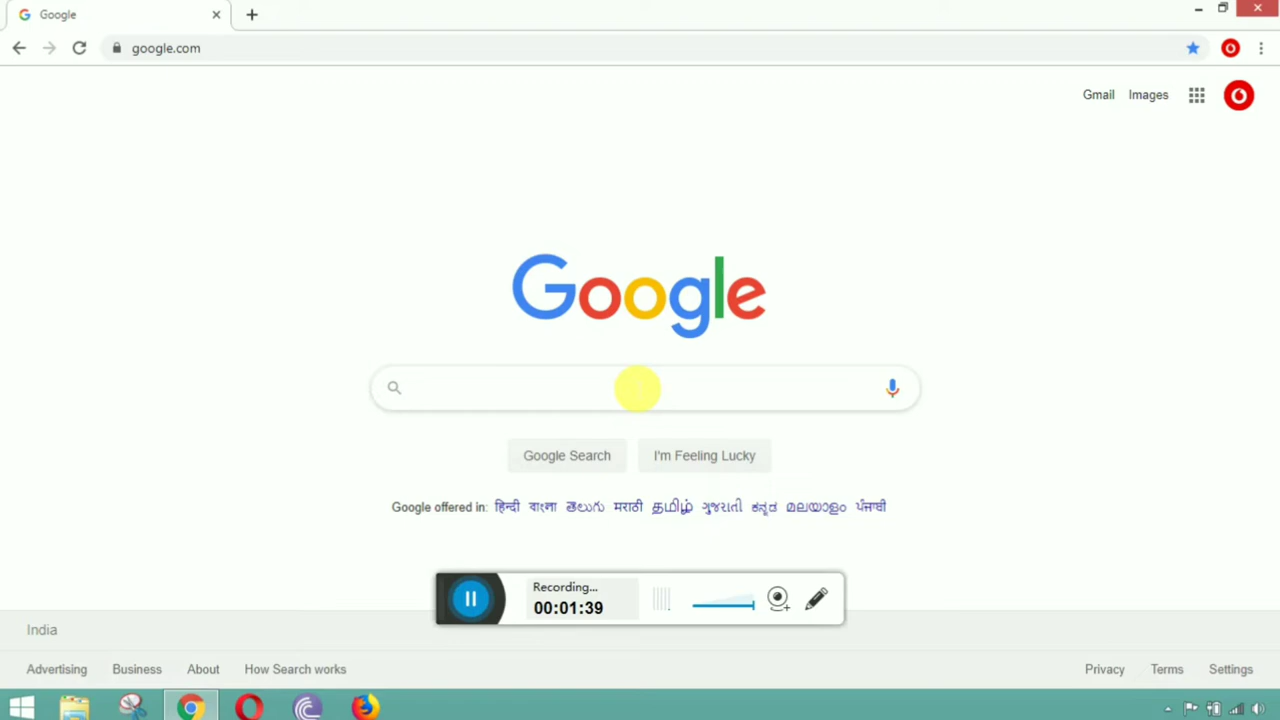 Google
google.com
Gmail Images
Google
Google Search I'm Feeling Lucky
Google offered in: हिन्दी বাংলা తెలుగు मराठी தமிழ் ગુજરાતી ಕನ್ನಡ മലയാളം ਪੰਜਾਬੀ
Recording...
00:01:39
India
Advertising Business About How Search works Privacy Terms Settings